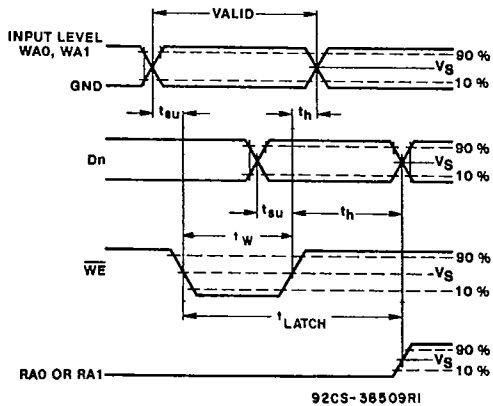 VALID
INPUT LEVEL
WA0, WA1
GND
90 %
VS
10 %
tsu
th
Dn
90 %
VS
10 %
tsu
th
tW
WE
90 %
VS
10 %
tLATCH
RA0 OR RA1
90 %
VS
10 %
92CS-38509R1